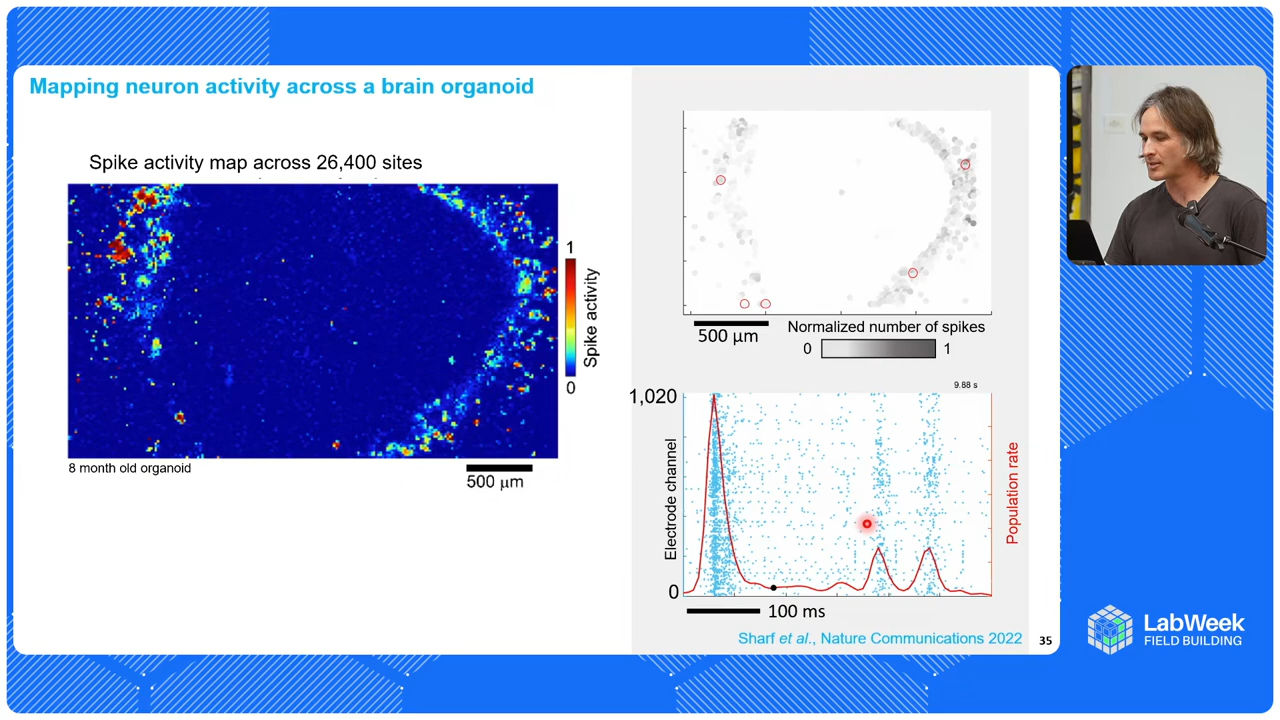 Mapping neuron activity across a brain organoid
Spike activity map across 26,400 sites
1
Spike activity
0
8 month old organoid
500 μm
500 μm
Normalized number of spikes
0
1
9.88 s
1,020
Electrode channel
0
Population rate
100 ms
Sharf et al., Nature Communications 2022
35
LabWeek
FIELD BUILDING